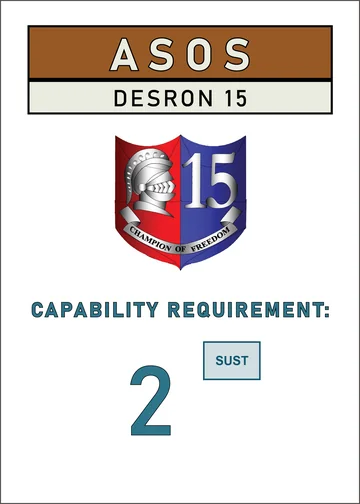 ASOS
DESRON 15
15
CHAMPION OF FREEDOM
CAPABILITY REQUIREMENT:
2
SUST